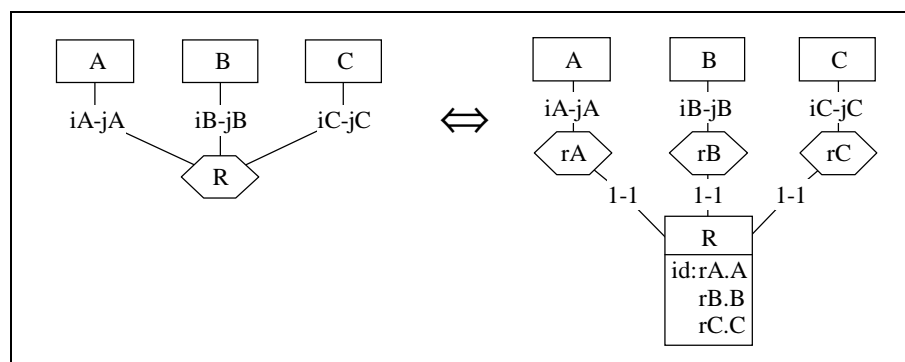 A B C A B C
iA-jA iB-jB iC-jC ⇔ iA-jA iB-jB iC-jC
R rA rB rC
1-1 1-1 1-1
R
id:rA.A
rB.B
rC.C